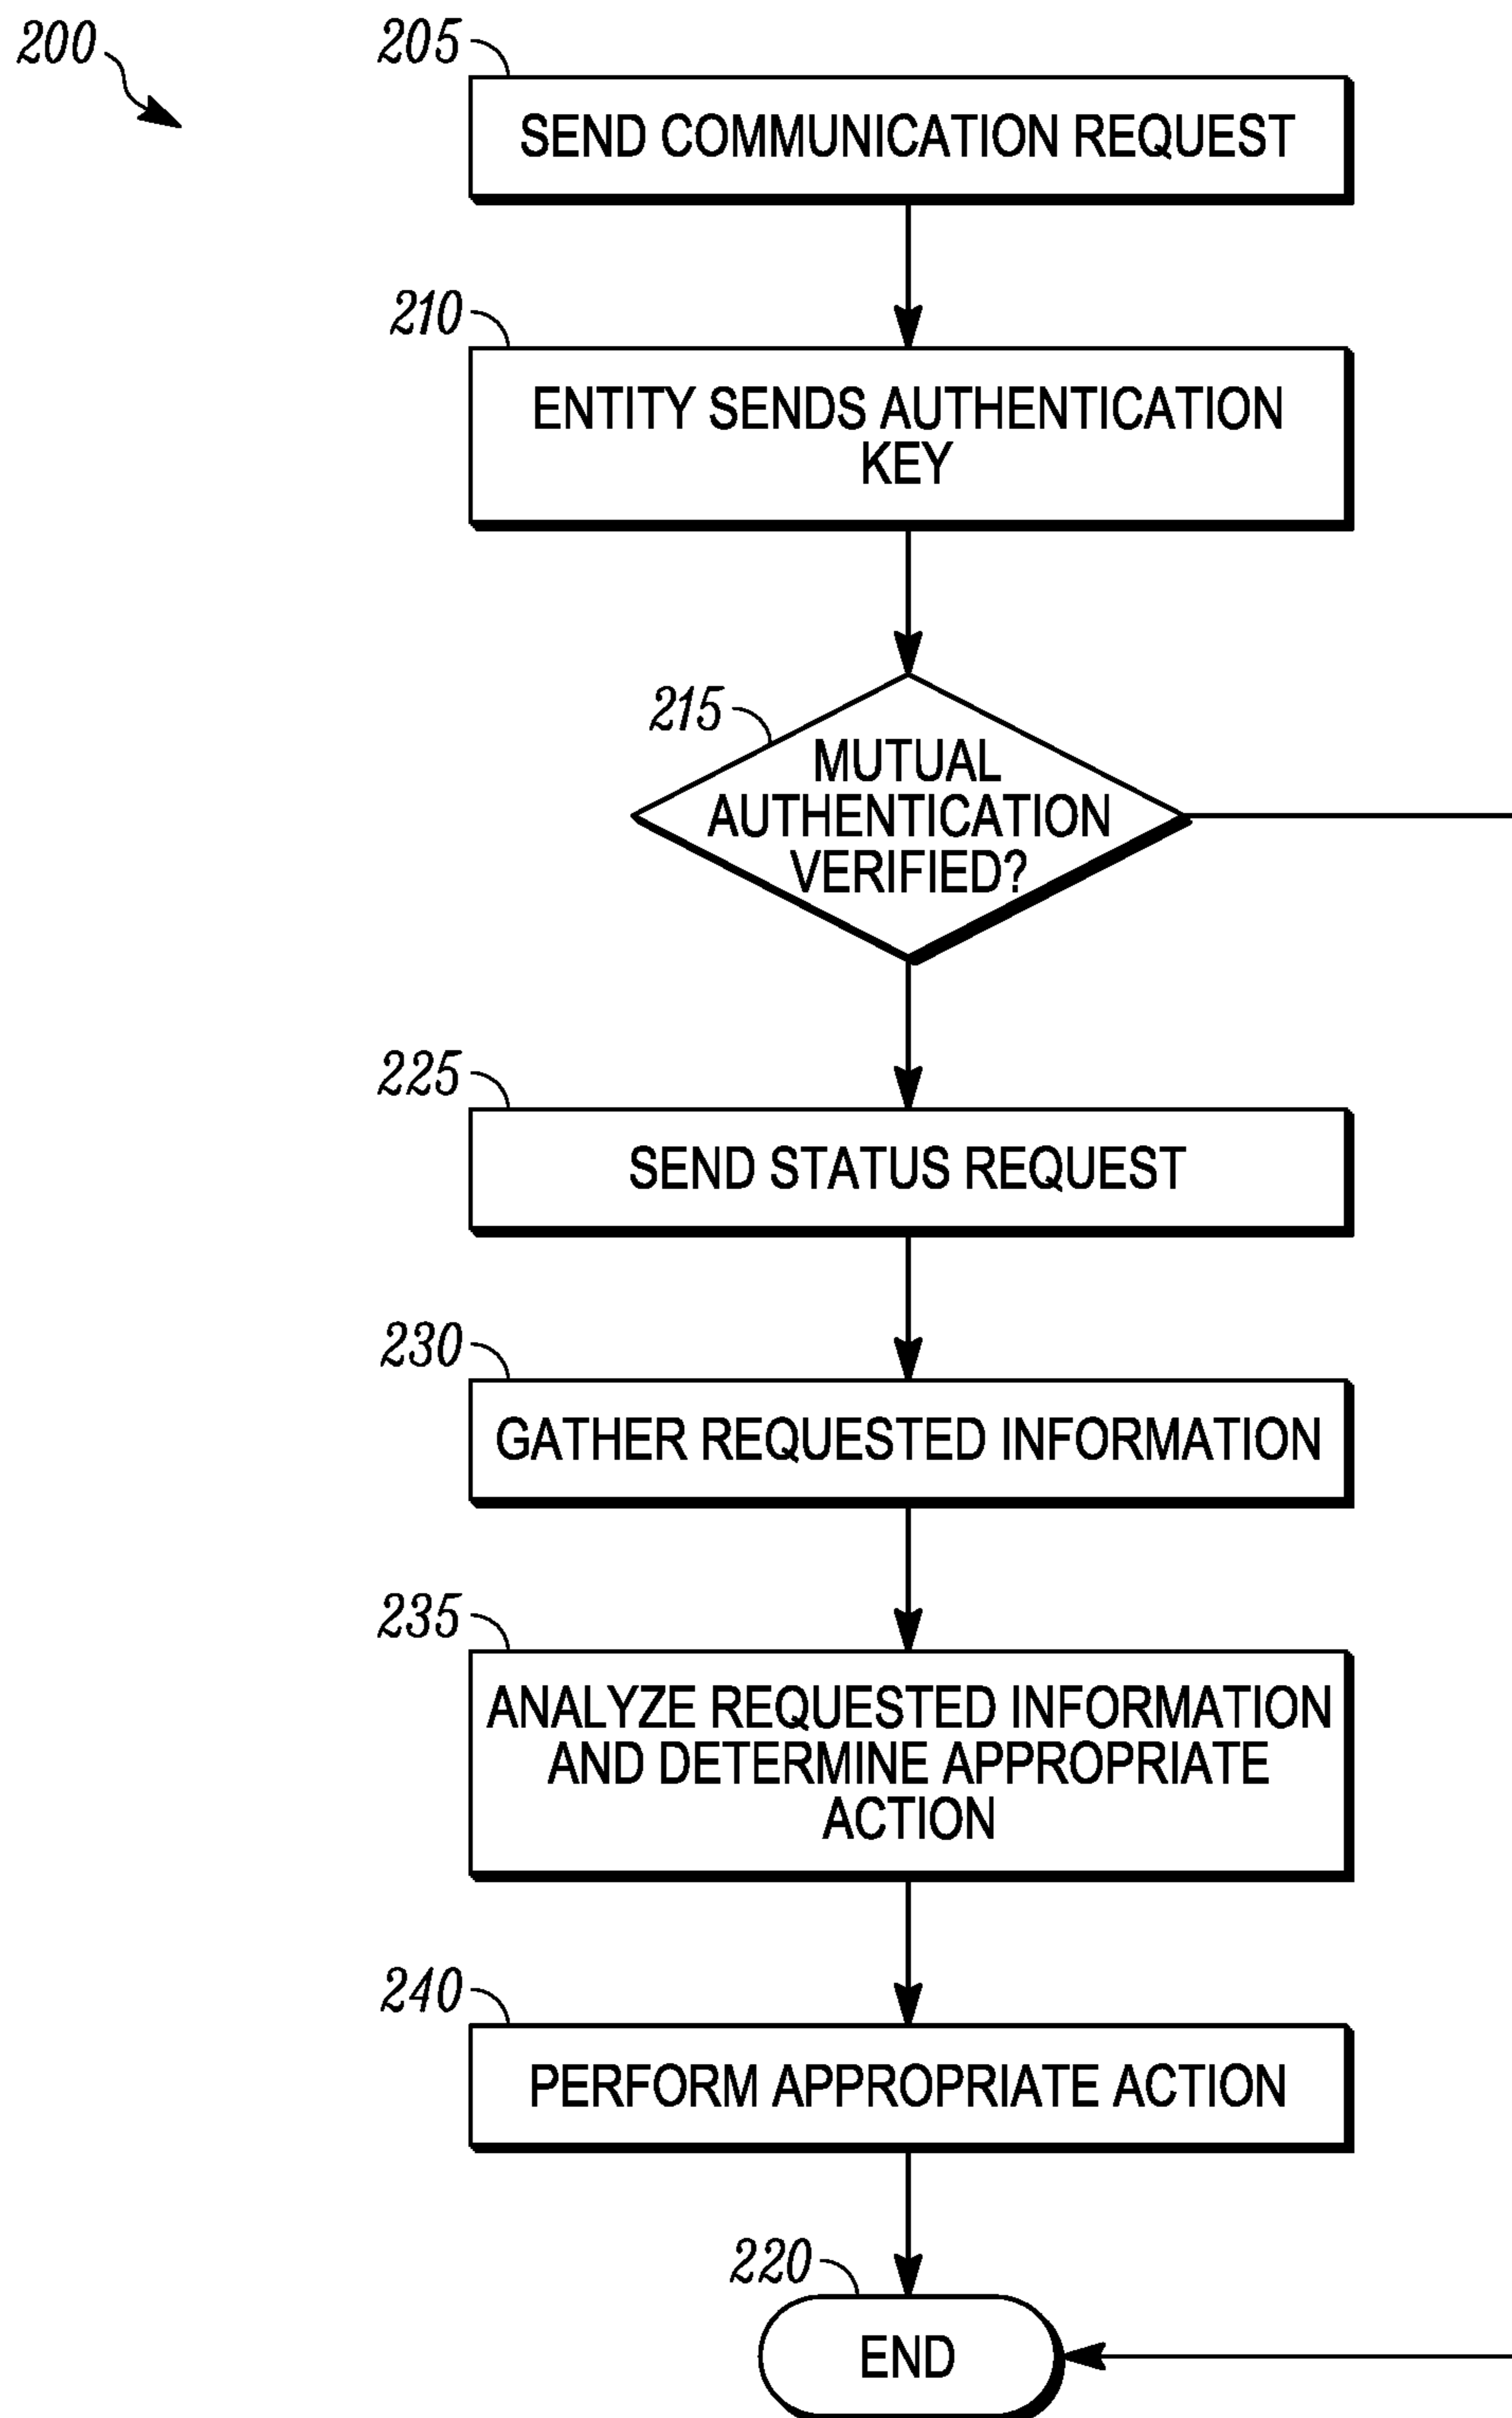 200
205
SEND COMMUNICATION REQUEST
210
ENTITY SENDS AUTHENTICATION
KEY
215
MUTUAL
AUTHENTICATION
VERIFIED?
225
SEND STATUS REQUEST
230
GATHER REQUESTED INFORMATION
235
ANALYZE REQUESTED INFORMATION
AND DETERMINE APPROPRIATE
ACTION
240
PERFORM APPROPRIATE ACTION
220
END